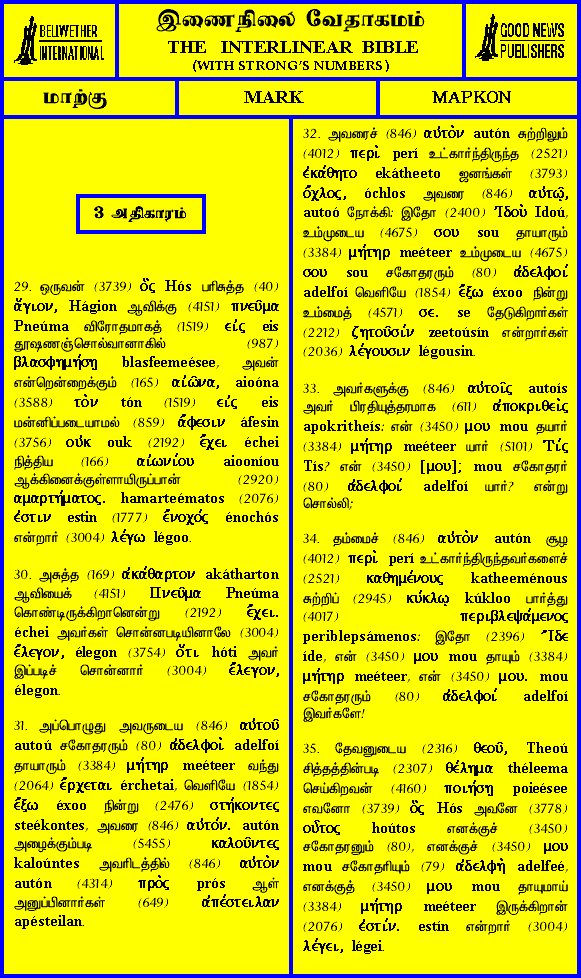 BELLWETHER
INTERNATIONAL
இணைநிலை வேதாகமம்
THE INTERLINEAR BIBLE
(WITH STRONG'S NUMBERS)
GOOD NEWS
PUBLISHERS
மாற்கு
MARK
ΜΑΡΚΟΝ
3 அதிகாரம்
29. ஒருவன் (3739) ὃς Hós பரிசுத்த (40)
ἅγιον, Hágion ஆவிக்கு (4151) πνεῦμα
Pneúma விரோதமாகத் (1519) εἰς eis
தூஷணஞ்சொல்வானாகில் (987)
βλασφημήσῃ blasfeemeésee, அவன்
என்றென்றைக்கும் (165) αἰῶνα, aioóna
(3588) τὸν tón (1519) εἰς eis
மன்னிப்படையாமல் (859) ἄφεσιν áfesin
(3756) οὐκ ouk (2192) ἔχει échei
நித்திய (166) αἰωνίου aiooníou
ஆக்கினைக்குள்ளாயிருப்பான் (2920)
αμαρτήματος. hamarteématos (2076)
ἐστιν estin (1777) ἔνοχός énochós
என்றார் (3004) λέγω légoo.
30. அசுத்த (169) ἀκάθαρτον akátharton
ஆவியைக் (4151) Πνεῦμα Pneúma
கொண்டிருக்கிறானென்று (2192) ἔχει.
échei அவர்கள் சொன்னபடியினாலே (3004)
ἔλεγον, élegon (3754) ὅτι hóti அவர்
இப்படிச் சொன்னார் (3004) ἔλεγον,
élegon.
31. அப்பொழுது அவருடைய (846) αὐτοῦ
autoú சகோதரரும் (80) ἀδελφοὶ adelfoí
தாயாரும் (3384) μήτηρ meéteer வந்து
(2064) ἔρχεται érchetai, வெளியே (1854)
ἔξω éxoo நின்று (2476) στήκοντες
steékontes, அவரை (846) αὐτόν. autón
அழைக்கும்படி (5455) καλοῦντες
kaloúntes அவரிடத்தில் (846) αὐτὸν
autón (4314) πρὸς prós ஆள்
அனுப்பினார்கள் (649) ἀπέστειλαν
apésteilan.
32. அவரைச் (846) αὐτὸν autón சுற்றிலும்
(4012) περὶ perí உட்கார்ந்திருந்த (2521)
ἐκάθητο ekátheeto ஜனங்கள் (3793)
ὄχλος, óchlos அவரை (846) αὐτῷ,
autoó நோக்கி: இதோ (2400) Ἰδοὺ Idoú,
உம்முடைய (4675) σου sou தாயாரும்
(3384) μήτηρ meéteer உம்முடைய (4675)
σου sou சகோதரரும் (80) ἀδελφοί
adelfoí வெளியே (1854) ἔξω éxoo நின்று
உம்மைத் (4571) σε. se தேடுகிறார்கள்
(2212) ζητοῦσίν zeetoúsín என்றார்கள்
(2036) λέγουσιν légousin.
33. அவர்களுக்கு (846) αὐτοῖς autoís
அவர் பிரதியுத்தரமாக (611) ἀποκριθεὶς
apokritheís: என் (3450) μου mou தயார்
(3384) μήτηρ meéteer யார் (5101) Τίς
Tís? என் (3450) [μου]; mou சகோதரர்
(80) ἀδελφοί adelfoí யார்? என்று
சொல்லி;
34. தம்மைச் (846) αὐτὸν autón சூழ
(4012) περὶ perí உட்கார்ந்திருந்தவர்களைச்
(2521) καθημένους katheeménous
சுற்றிப் (2945) κύκλῳ kúkloo பார்த்து
(4017) περιβλεψάμενος
periblepsámenos: இதோ (2396) Ἴδε
íde, என் (3450) μου mou தாயும் (3384)
μήτηρ meéteer, என் (3450) μου. mou
சகோதரரும் (80) ἀδελφοί adelfoí
இவர்களே!
35. தேவனுடைய (2316) θεοῦ, Theoú
சித்தத்தின்படி (2307) θέλημα théleema
செய்கிறவன் (4160) ποιήσῃ poieésee
எவனோ (3739) ὃς Hós அவனே (3778)
οὗτος hoútos எனக்குச் (3450)
சகோதரனும் (80), எனக்குச் (3450) μου
mou சகோதரியும் (79) ἀδελφὴ adelfeé,
எனக்குத் (3450) μου mou தாயுமாய்
(3384) μήτηρ meéteer இருக்கிறான்
(2076) ἐστίν. estín என்றார் (3004)
λέγει, légei.